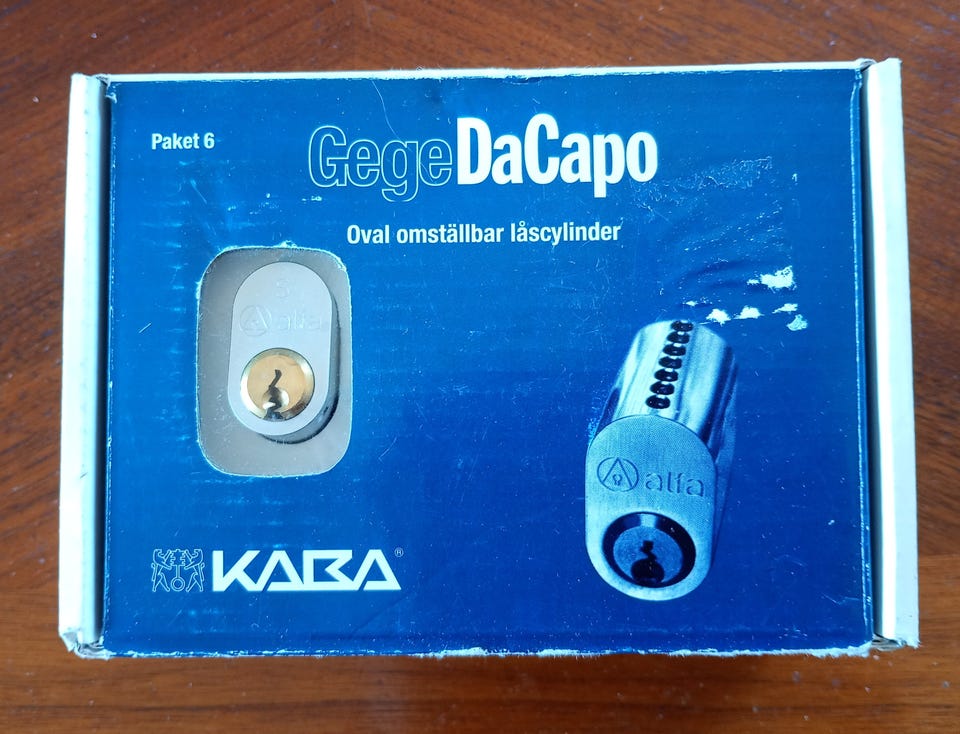 Paket 6
GegeDaCapo
Oval omställbar låscylinder
S
alfa
alfa
KABA®